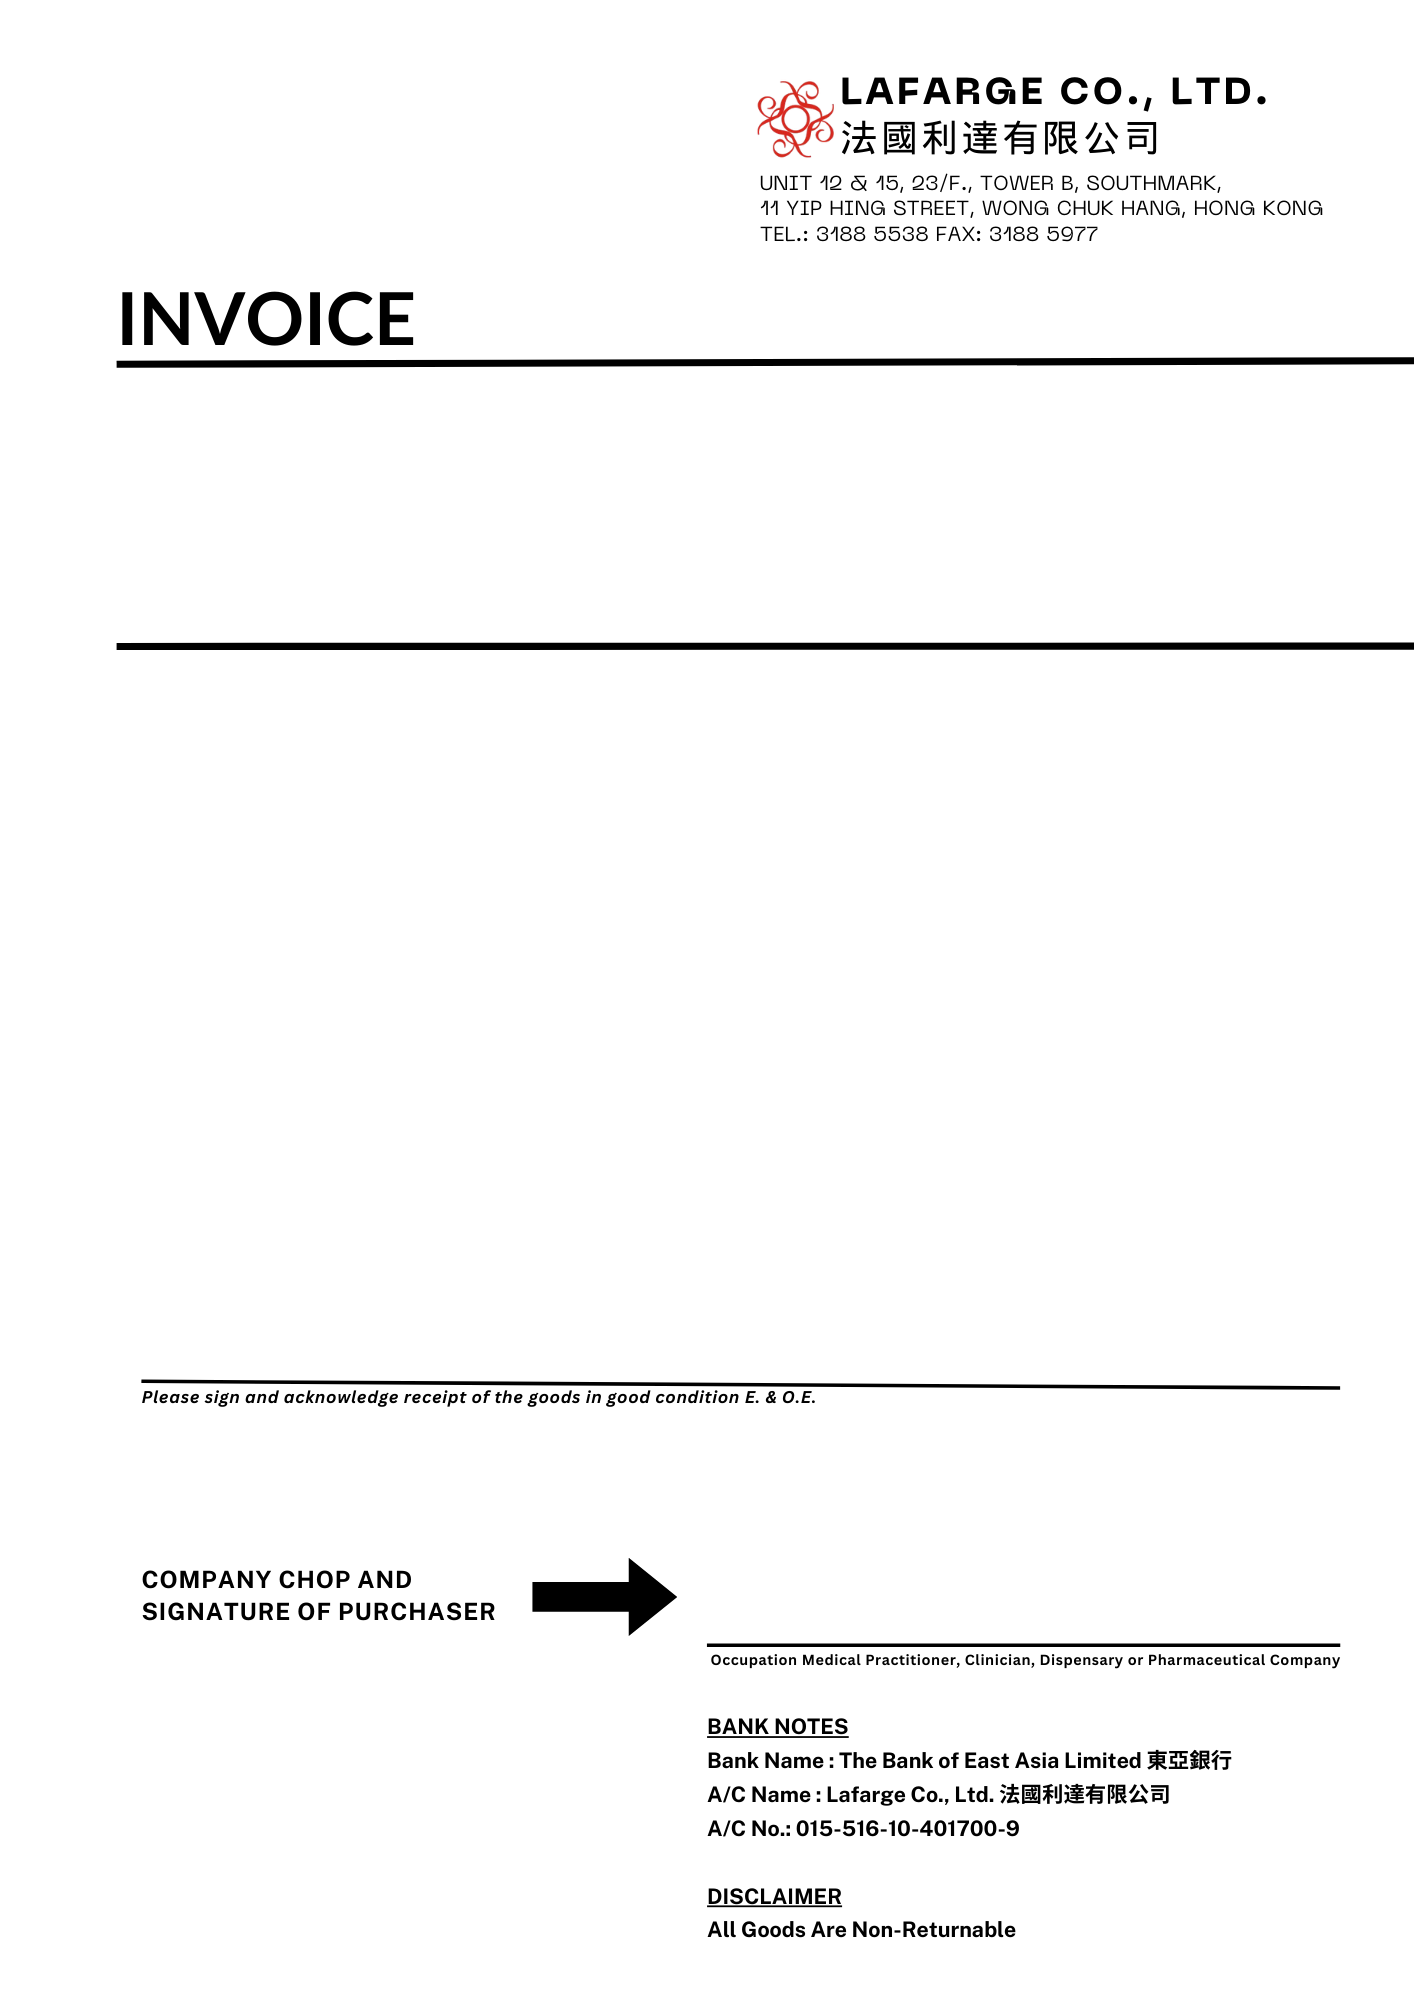 LAFARGE CO., LTD.
法國利達有限公司
UNIT 12 & 15, 23/F., TOWER B, SOUTHMARK,
11 YIP HING STREET, WONG CHUK HANG, HONG KONG
TEL.: 3188 5538 FAX: 3188 5977
INVOICE
Please sign and acknowledge receipt of the goods in good condition E. & O.E.
COMPANY CHOP AND
SIGNATURE OF PURCHASER
Occupation Medical Practitioner, Clinician, Dispensary or Pharmaceutical Company
BANK NOTES
Bank Name : The Bank of East Asia Limited 東亞銀行
A/C Name : Lafarge Co., Ltd. 法國利達有限公司
A/C No.: 015-516-10-401700-9
DISCLAIMER
All Goods Are Non-Returnable